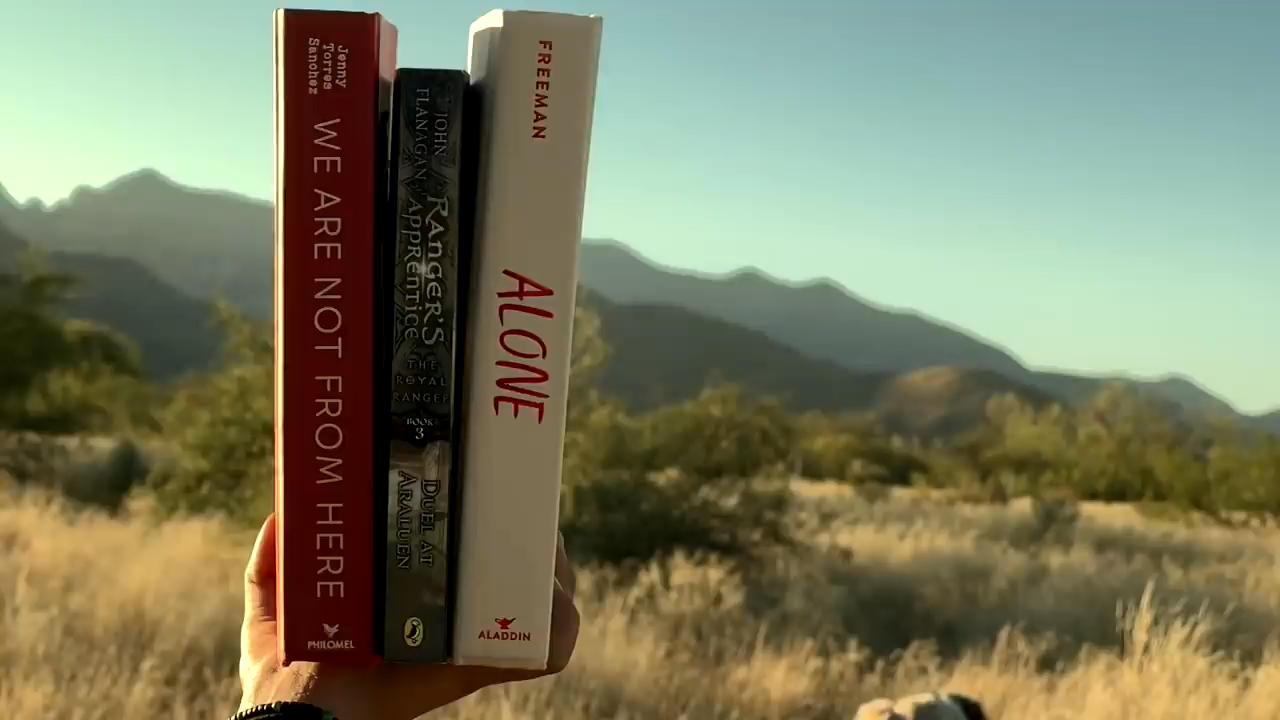 Jenny
Torres
Sanchez
WE ARE NOT FROM HERE
PHILOMEL
JOHN
FLANAGAN
RANGER'S
APPRENTICE
THE
ROYAL
RANGER
BOOK
3
DUEL AT
ARALUEN
FREEMAN
ALONE
ALADDIN